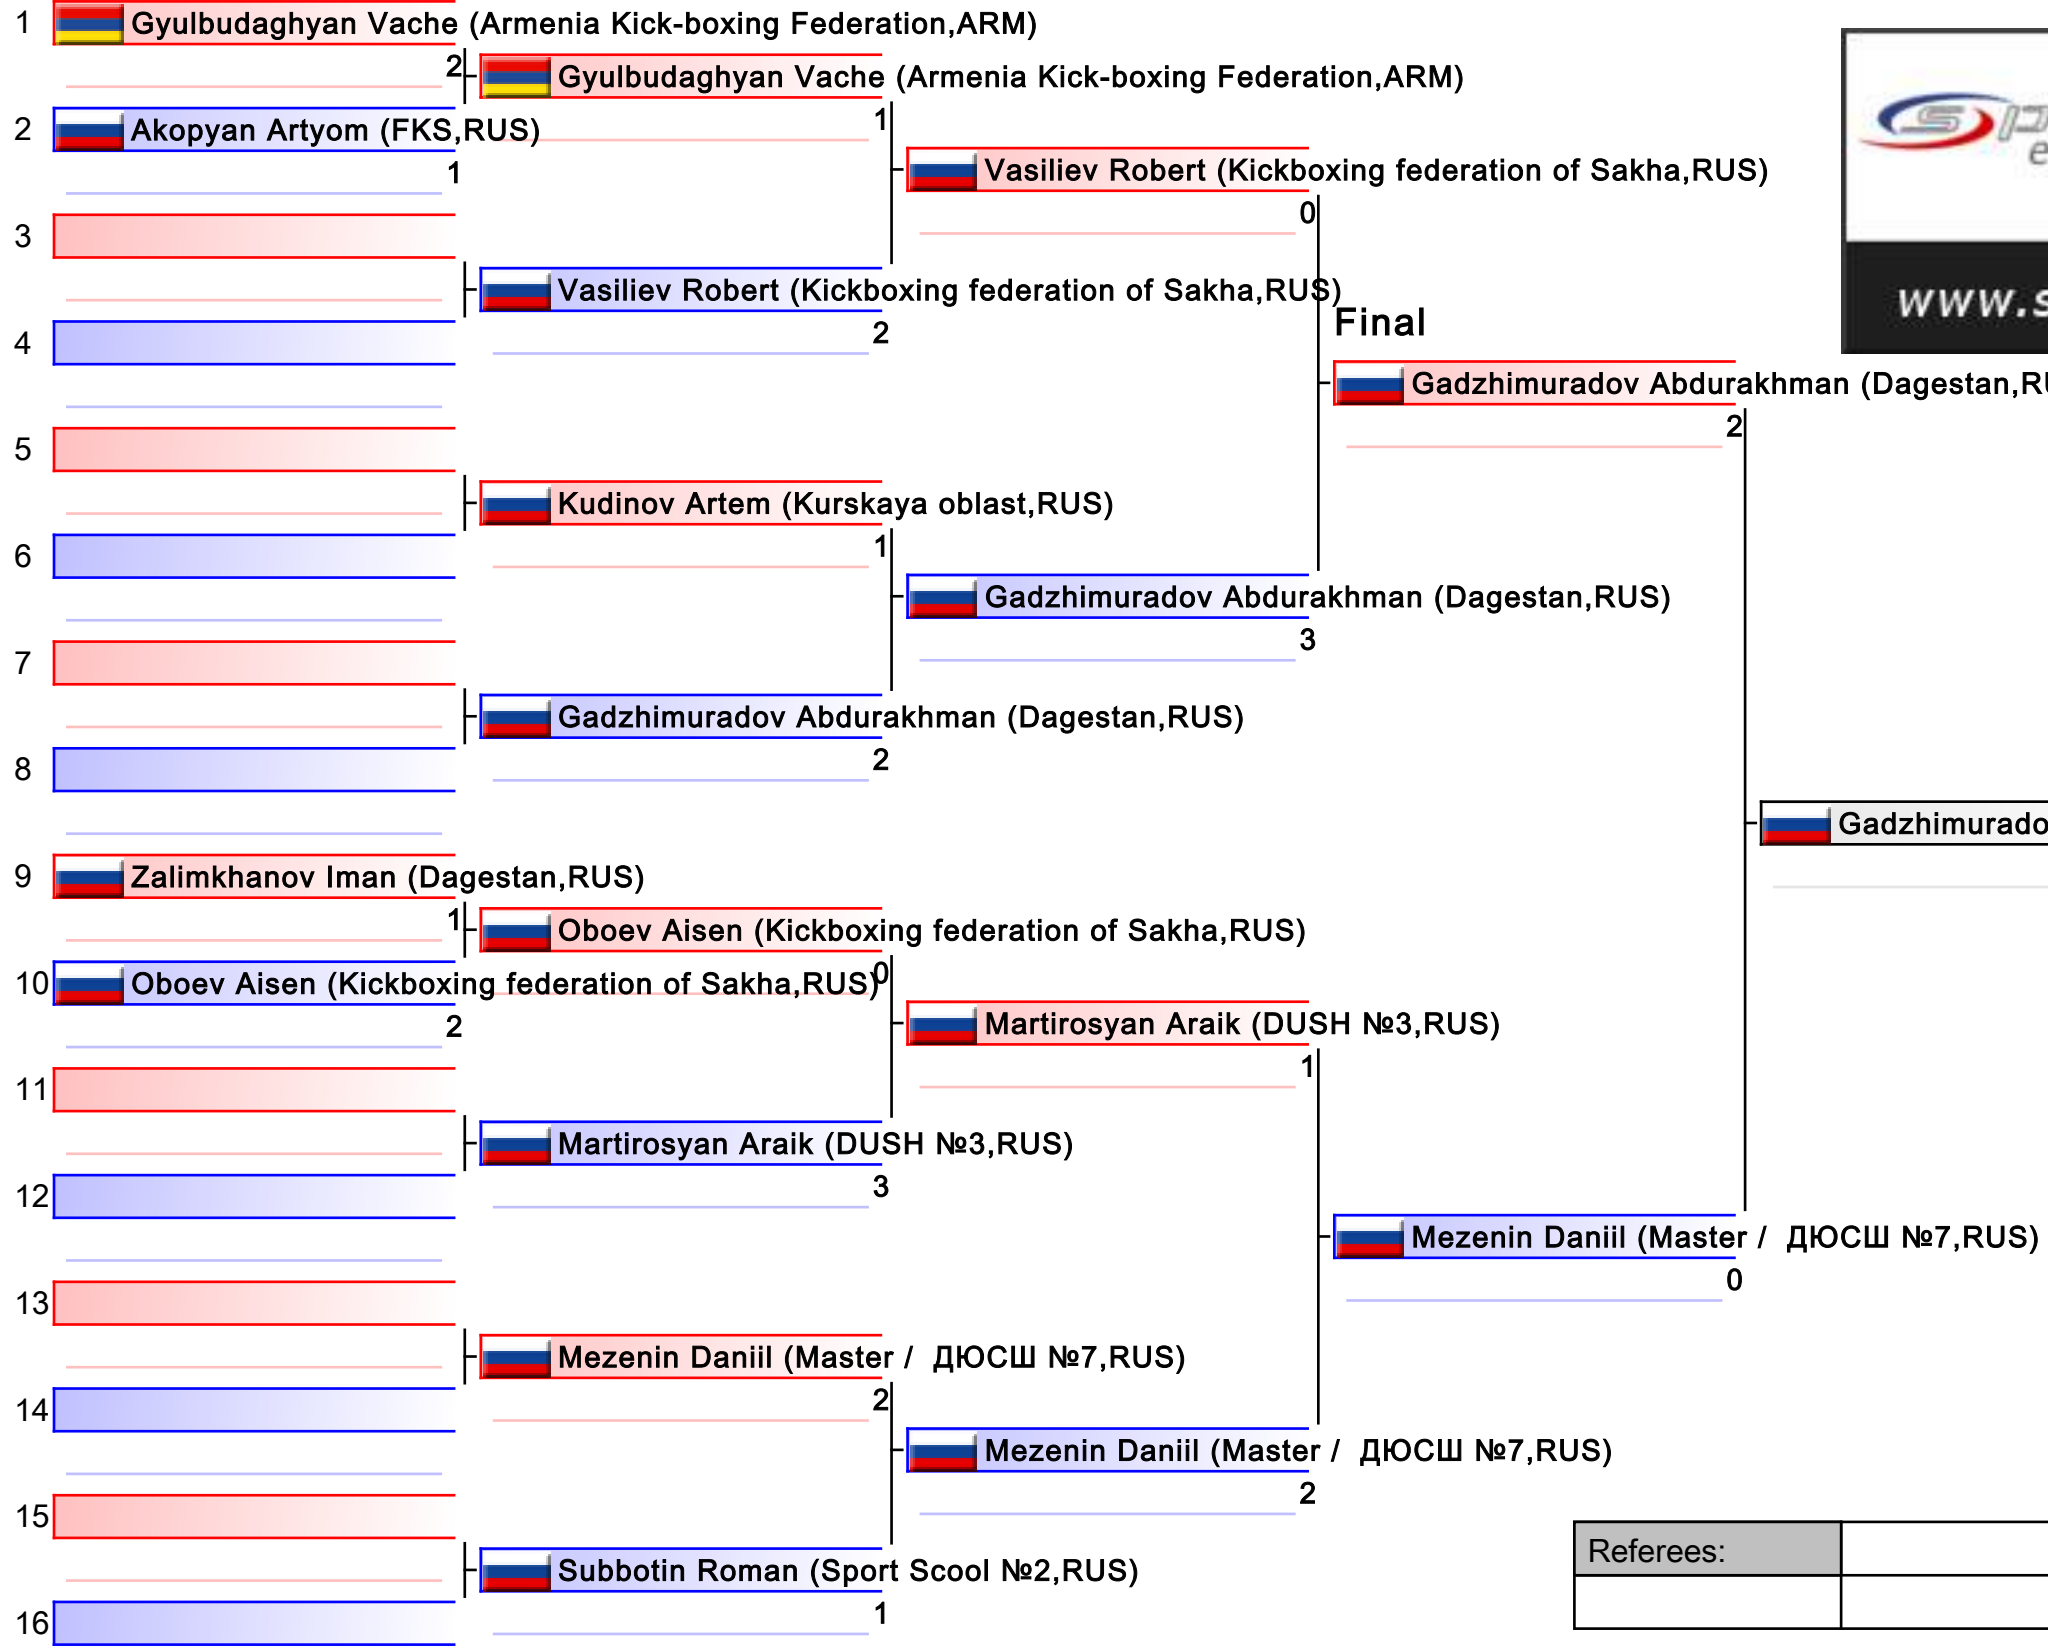 1 Gyulbudaghyan Vache (Armenia Kick-boxing Federation,ARM)
2
Gyulbudaghyan Vache (Armenia Kick-boxing Federation,ARM)
1
2 Akopyan Artyom (FKS,RUS)
1
Vasiliev Robert (Kickboxing federation of Sakha,RUS)
0
3
Vasiliev Robert (Kickboxing federation of Sakha,RUS)
2
4
Final
www.s
Gadzhimuradov Abdurakhman (Dagestan,RU
2
5
Kudinov Artem (Kurskaya oblast,RUS)
1
6
Gadzhimuradov Abdurakhman (Dagestan,RUS)
3
7
Gadzhimuradov Abdurakhman (Dagestan,RUS)
2
8
Gadzhimurado
9 Zalimkhanov Iman (Dagestan,RUS)
1
Oboev Aisen (Kickboxing federation of Sakha,RUS)
0
10 Oboev Aisen (Kickboxing federation of Sakha,RUS)
2
Martirosyan Araik (DUSH №3,RUS)
1
11
Martirosyan Araik (DUSH №3,RUS)
3
12
Mezenin Daniil (Master /  ДЮСШ №7,RUS)
0
13
Mezenin Daniil (Master /  ДЮСШ №7,RUS)
2
14
Mezenin Daniil (Master /  ДЮСШ №7,RUS)
2
15
Subbotin Roman (Sport Scool №2,RUS)
1
16
Referees: